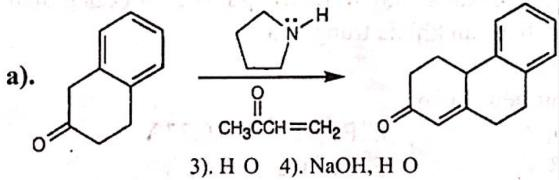 a).
N
H
O
CH₃CCH=CH₂
O
O
3). H O 4). NaOH, H O